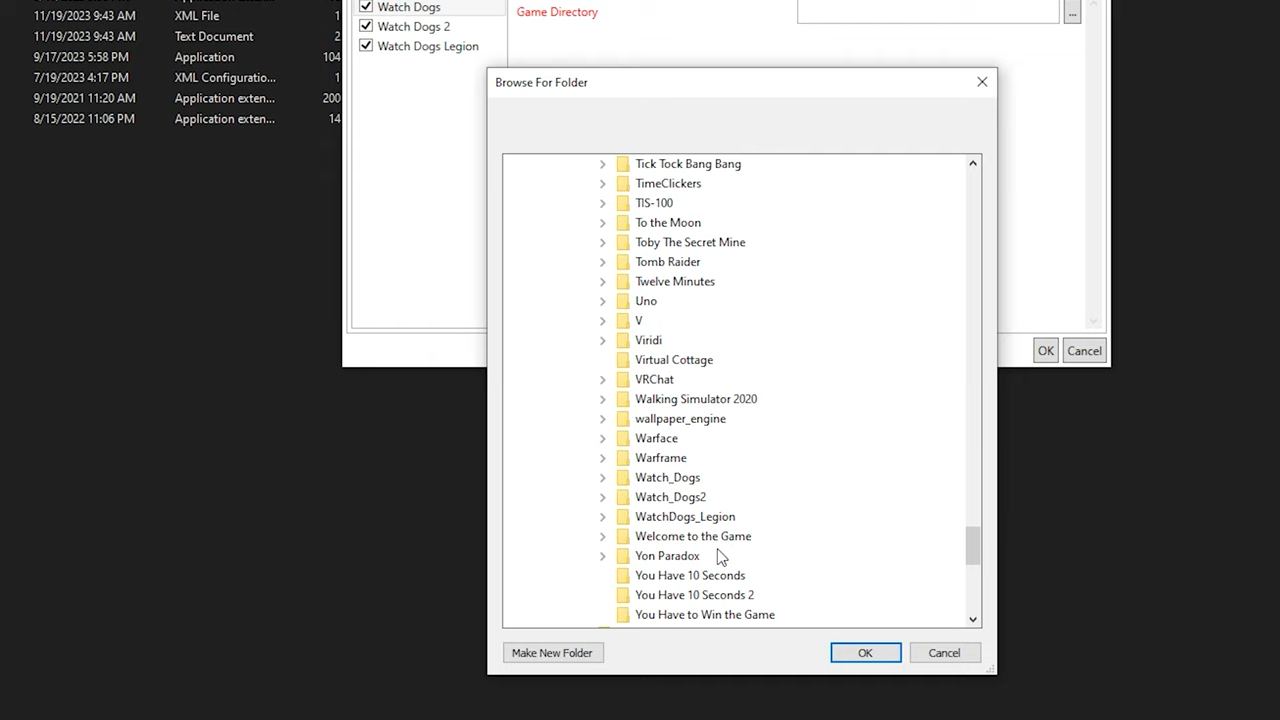 11/19/2023 9:43 AM XML File
11/19/2023 9:43 AM Text Document 2
9/17/2023 5:58 PM Application 104
7/19/2023 4:17 PM XML Configuratio... 1
9/19/2021 11:20 AM Application exten... 200
8/15/2022 11:06 PM Application exten... 14
Watch Dogs
Watch Dogs 2
Watch Dogs Legion
Game Directory
...
Browse For Folder
Tick Tock Bang Bang
TimeClickers
TIS-100
To the Moon
Toby The Secret Mine
Tomb Raider
Twelve Minutes
Uno
V
Viridi
Virtual Cottage
VRChat
Walking Simulator 2020
wallpaper_engine
Warface
Warframe
Watch_Dogs
Watch_Dogs2
WatchDogs_Legion
Welcome to the Game
Yon Paradox
You Have 10 Seconds
You Have 10 Seconds 2
You Have to Win the Game
Make New Folder
OK
Cancel
OK
Cancel